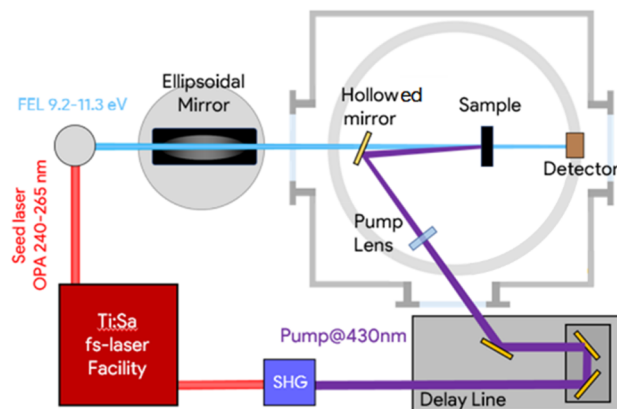 Ellipsoidal
Mirror
FEL 9.2-11.3 eV
Hollowed
mirror
Sample
Detector
Seed laser
OPA 240-265 nm
Pump
Lens
Ti:Sa
fs-laser
Facility
Pump@430nm
SHG
Delay Line